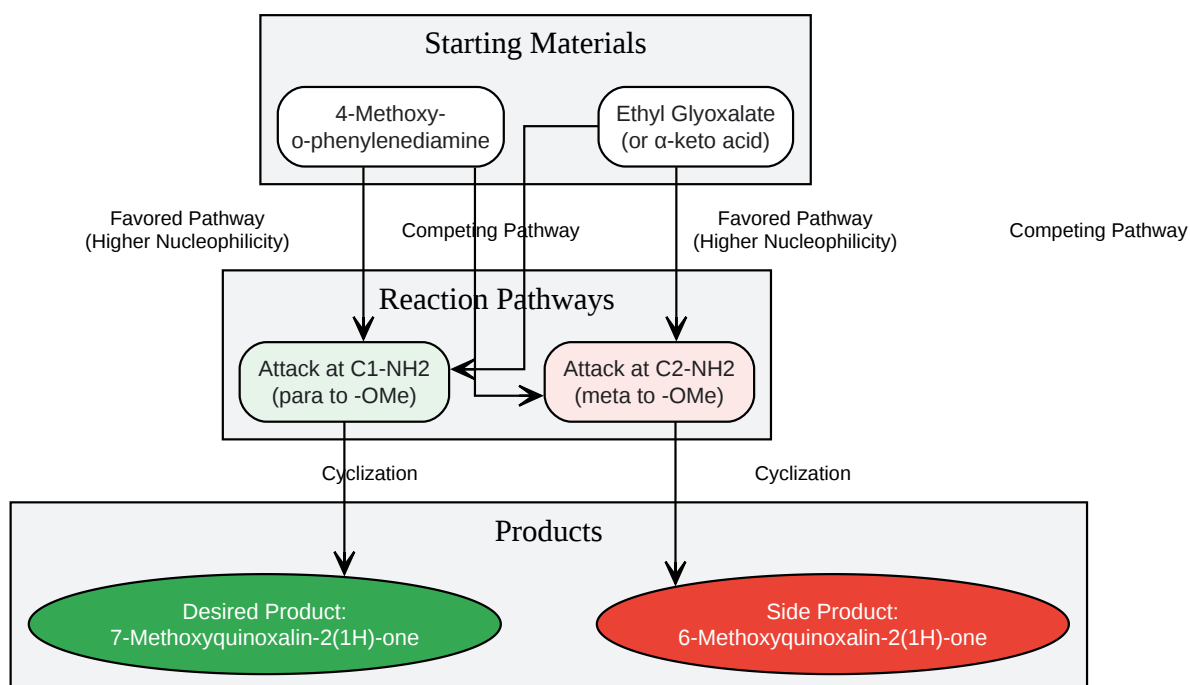 Starting Materials
4-Methoxy-
o-phenylenediamine
Ethyl Glyoxalate
(or α-keto acid)
Favored Pathway
(Higher Nucleophilicity)
Competing Pathway
Favored Pathway
(Higher Nucleophilicity)
Competing Pathway
Reaction Pathways
Attack at C1-NH2
(para to -OMe)
Attack at C2-NH2
(meta to -OMe)
Cyclization
Cyclization
Products
Desired Product:
7-Methoxyquinoxalin-2(1H)-one
Side Product:
6-Methoxyquinoxalin-2(1H)-one